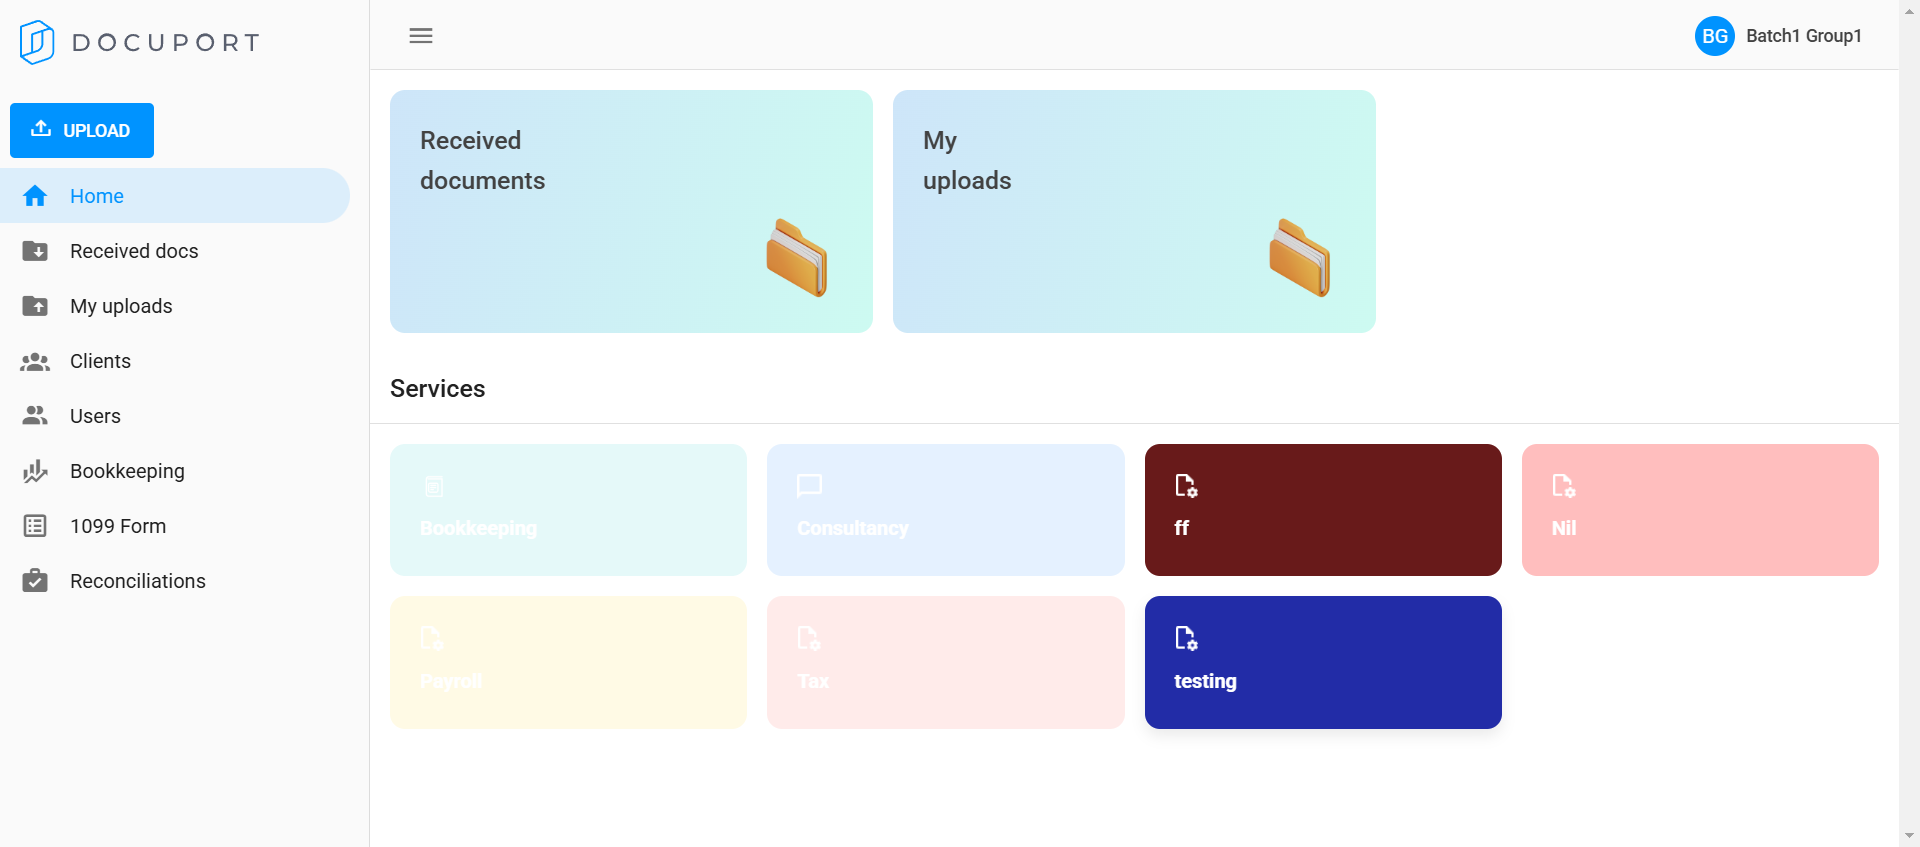 DOCUPORT
BG
Batch1 Group1
UPLOAD
Home
Received docs
My uploads
Clients
Users
Bookkeeping
1099 Form
Reconciliations
Received
documents
My
uploads
Services
Bookkeeping
Consultancy
ff
Nil
Payroll
Tax
testing